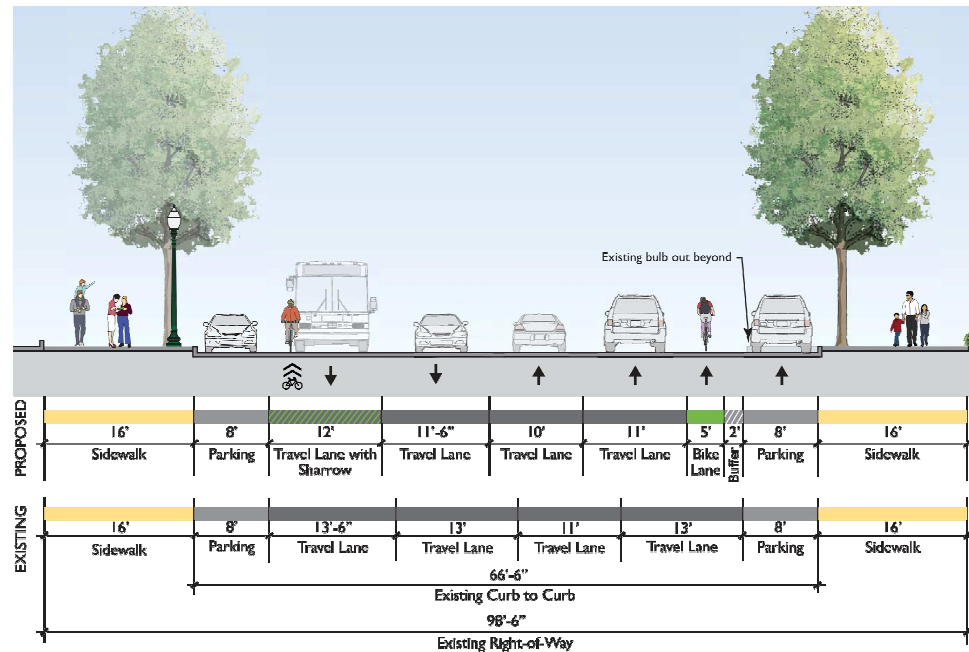 Existing bulb out beyond
PROPOSED
16' 8' 12' 11'-6" 10' 11' 5' 2' 8' 16'
Sidewalk Parking Travel Lane with Sharrow Travel Lane Travel Lane Travel Lane Bike Lane Buffer Parking Sidewalk
EXISTING
16' 8' 13'-6" 13' 11' 13' 8' 16'
Sidewalk Parking Travel Lane Travel Lane Travel Lane Travel Lane Parking Sidewalk
66'-6"
Existing Curb to Curb
98'-6"
Existing Right-of-Way